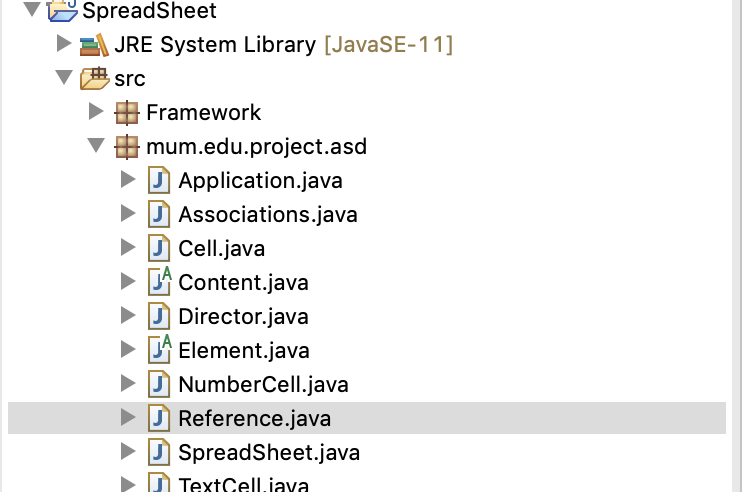 SpreadSheet
JRE System Library [JavaSE-11]
src
Framework
mum.edu.project.asd
Application.java
Associations.java
Cell.java
Content.java
Director.java
Element.java
NumberCell.java
Reference.java
SpreadSheet.java
TextCell.java